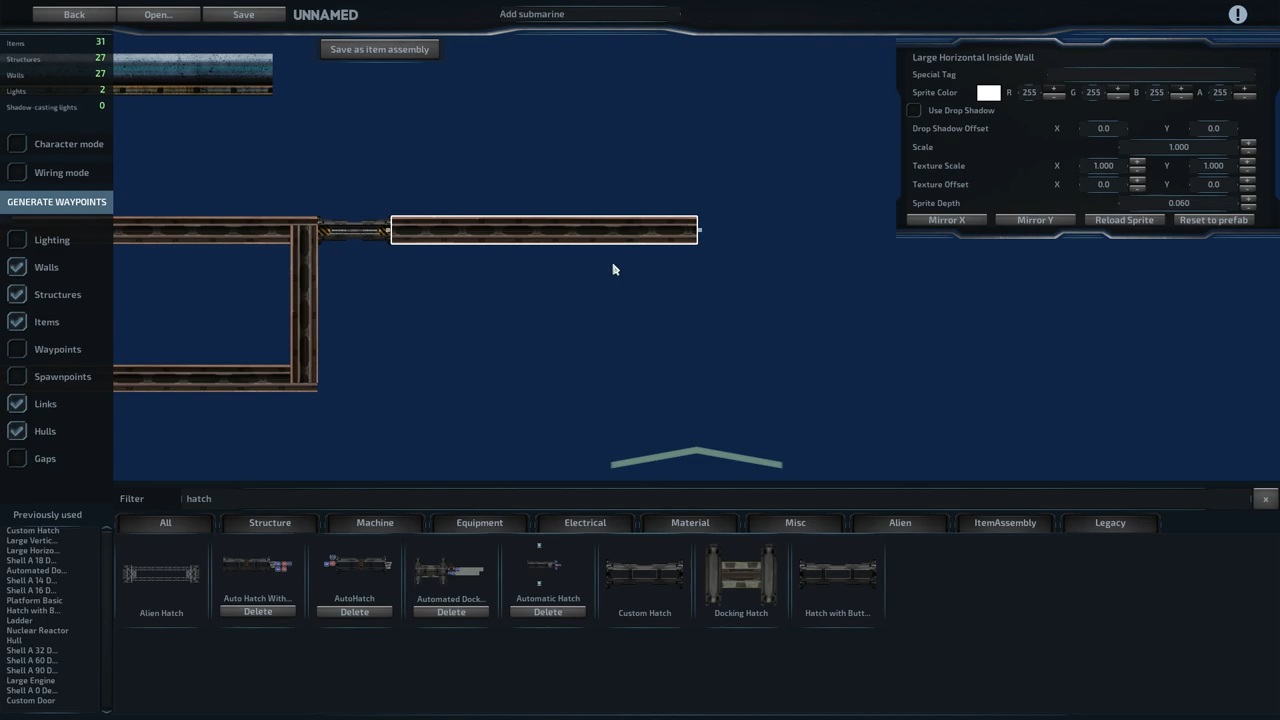 Back
Open...
Save
UNNAMED
Add submarine
!
Items 31
Structures 27
Walls 27
Lights 2
Shadow-casting lights 0
Save as item assembly
Character mode
Wiring mode
GENERATE WAYPOINTS
Lighting
Walls
Structures
Items
Waypoints
Spawnpoints
Links
Hulls
Gaps
Large Horizontal Inside Wall
Special Tag
Sprite Color R 255 + - G 255 + - B 255 + - A 255 + -
Use Drop Shadow
Drop Shadow Offset X 0.0 Y 0.0
Scale 1.000 + -
Texture Scale X 1.000 + - Y 1.000 + -
Texture Offset X 0.0 + - Y 0.0 + -
Sprite Depth 0.060
Mirror X
Mirror Y
Reload Sprite
Reset to prefab
Previously used
Custom Hatch
Large Vertic...
Large Horizo...
Shell A 18 D...
Automated Do...
Shell A 14 D...
Shell A 16 D...
Platform Basic
Hatch with B...
Ladder
Nuclear Reactor
Hull
Shell A 32 D...
Shell A 60 D...
Shell A 90 D...
Large Engine
Shell A 0 De...
Custom Door
Filter hatch x
All
Structure
Machine
Equipment
Electrical
Material
Misc
Alien
ItemAssembly
Legacy
Alien Hatch
Auto Hatch With...
Delete
AutoHatch
Delete
Automated Dock...
Delete
Automatic Hatch
Delete
Custom Hatch
Docking Hatch
Hatch with Butt...